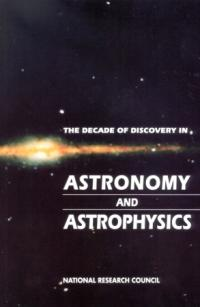 THE DECADE OF DISCOVERY IN
ASTRONOMY
AND
ASTROPHYSICS
NATIONAL RESEARCH COUNCIL